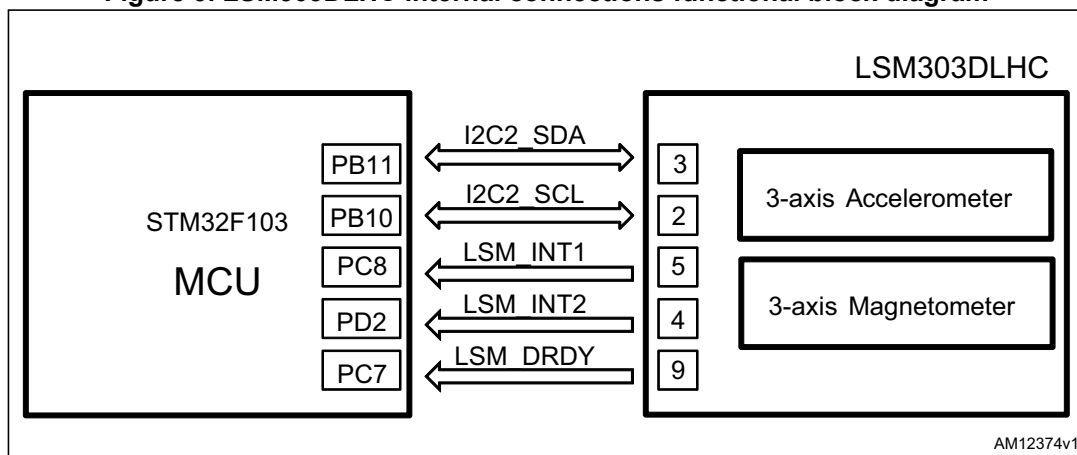 LSM303DLHC
I2C2_SDA
PB11
3
3-axis Accelerometer
I2C2_SCL
STM32F103
PB10
2
MCU
LSM_INT1
PC8
5
3-axis Magnetometer
LSM_INT2
PD2
4
LSM_DRDY
PC7
9
AM12374v1